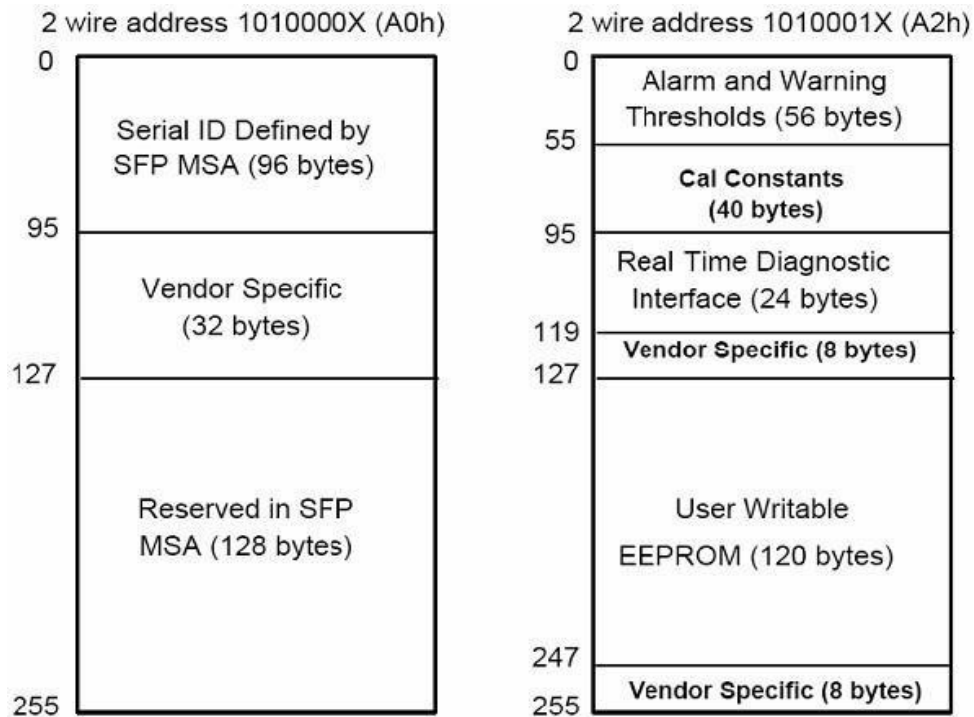 2 wire address 1010000X (A0h)
0
Serial ID Defined by
SFP MSA (96 bytes)
95
Vendor Specific
(32 bytes)
127
Reserved in SFP
MSA (128 bytes)
255
2 wire address 1010001X (A2h)
0
Alarm and Warning
Thresholds (56 bytes)
55
Cal Constants
(40 bytes)
95
Real Time Diagnostic
Interface (24 bytes)
119
Vendor Specific (8 bytes)
127
User Writable
EEPROM (120 bytes)
247
Vendor Specific (8 bytes)
255